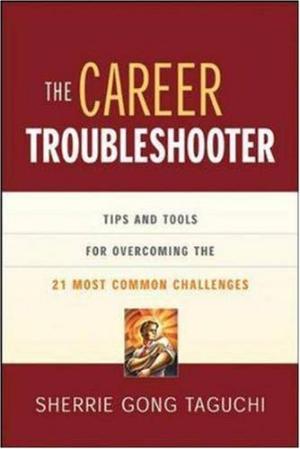 THE CAREER
TROUBLESHOOTER
TIPS AND TOOLS
FOR OVERCOMING THE
21 MOST COMMON CHALLENGES
SHERRIE GONG TAGUCHI